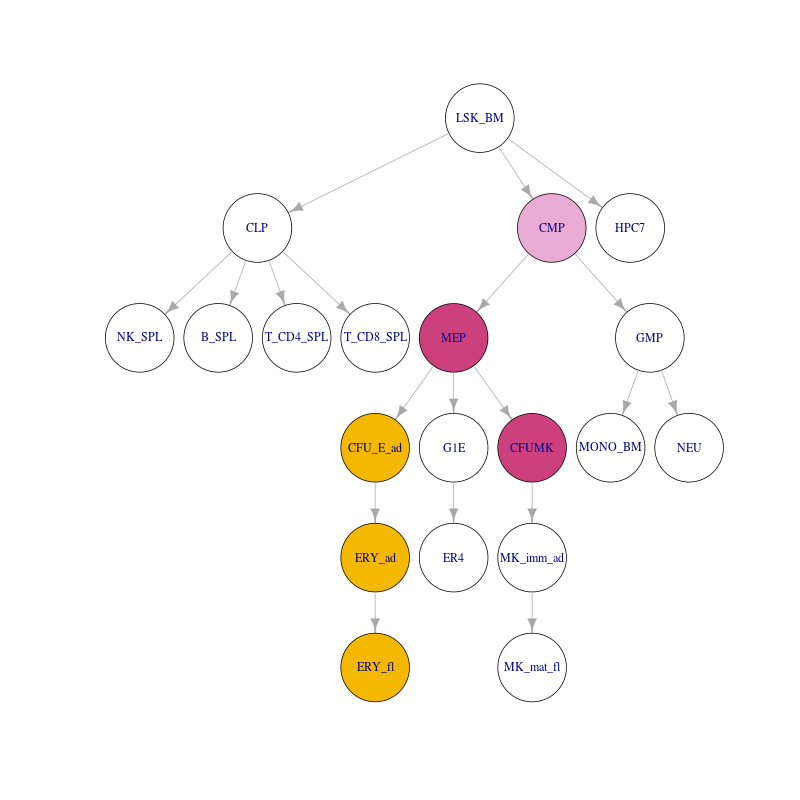 LSK_BM
CLP
CMP
HPC7
NK_SPL
B_SPL
T_CD4_SPL
T_CD8_SPL
MEP
GMP
CFU_E_ad
G1E
CFUMK
MONO_BM
NEU
ERY_ad
ER4
MK_imm_ad
ERY_fl
MK_mat_fl